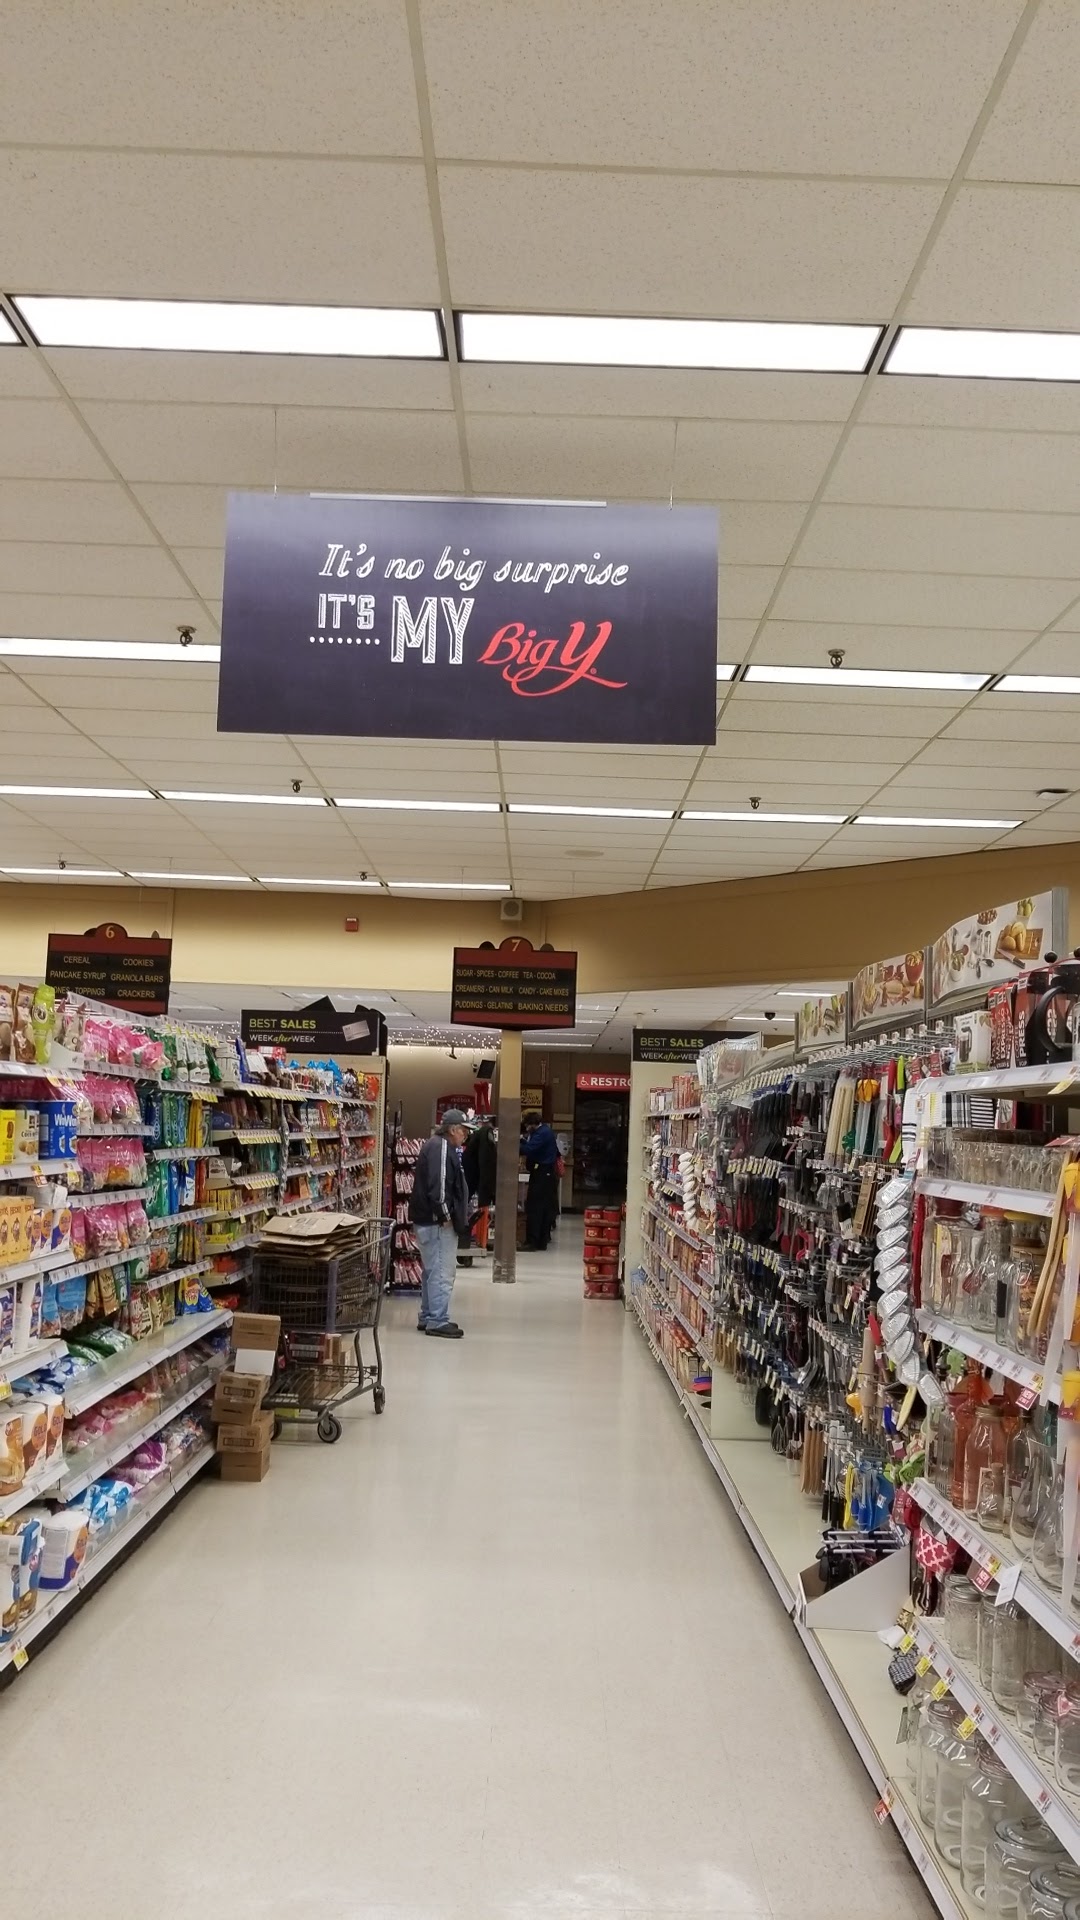 It's no big surprise
IT'S MY Big Y
6
CEREAL COOKIES
PANCAKE SYRUP GRANOLA BARS
TOPPINGS CRACKERS
7
SUGAR - SPICES - COFFEE TEA - COCOA
CREAMERS - CAN MILK CANDY - CAKE MIXES
PUDDINGS - GELATINS BAKING NEEDS
BEST SALES
WEEK after WEEK
BEST SALES
WEEK after WEEK
RESTRO